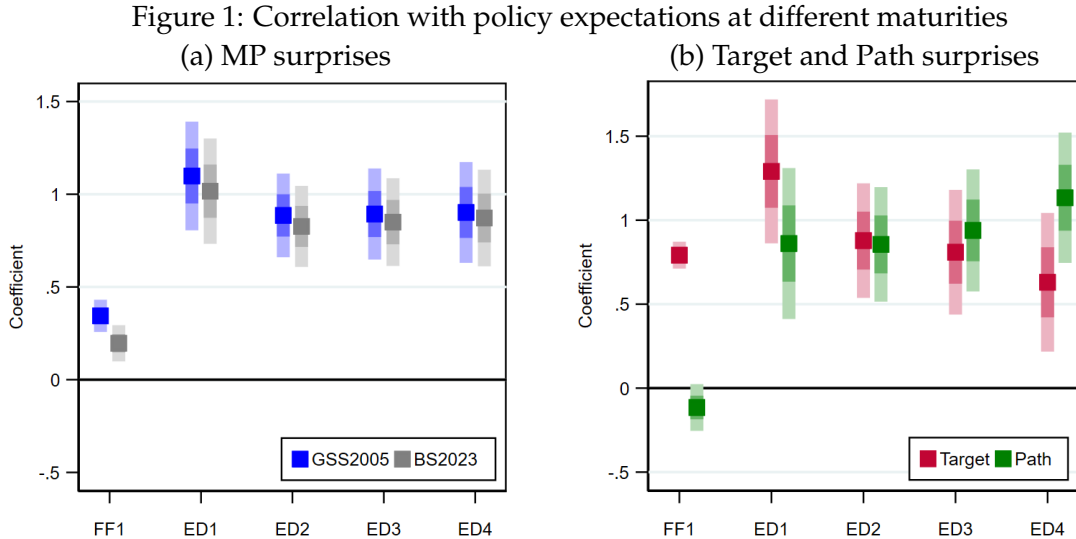 Figure 1: Correlation with policy expectations at different maturities
(a) MP surprises
(b) Target and Path surprises
Coefficient
1.5
1
.5
0
-.5
GSS2005 BS2023
FF1 ED1 ED2 ED3 ED4
Coefficient
1.5
1
.5
0
-.5
Target Path
FF1 ED1 ED2 ED3 ED4